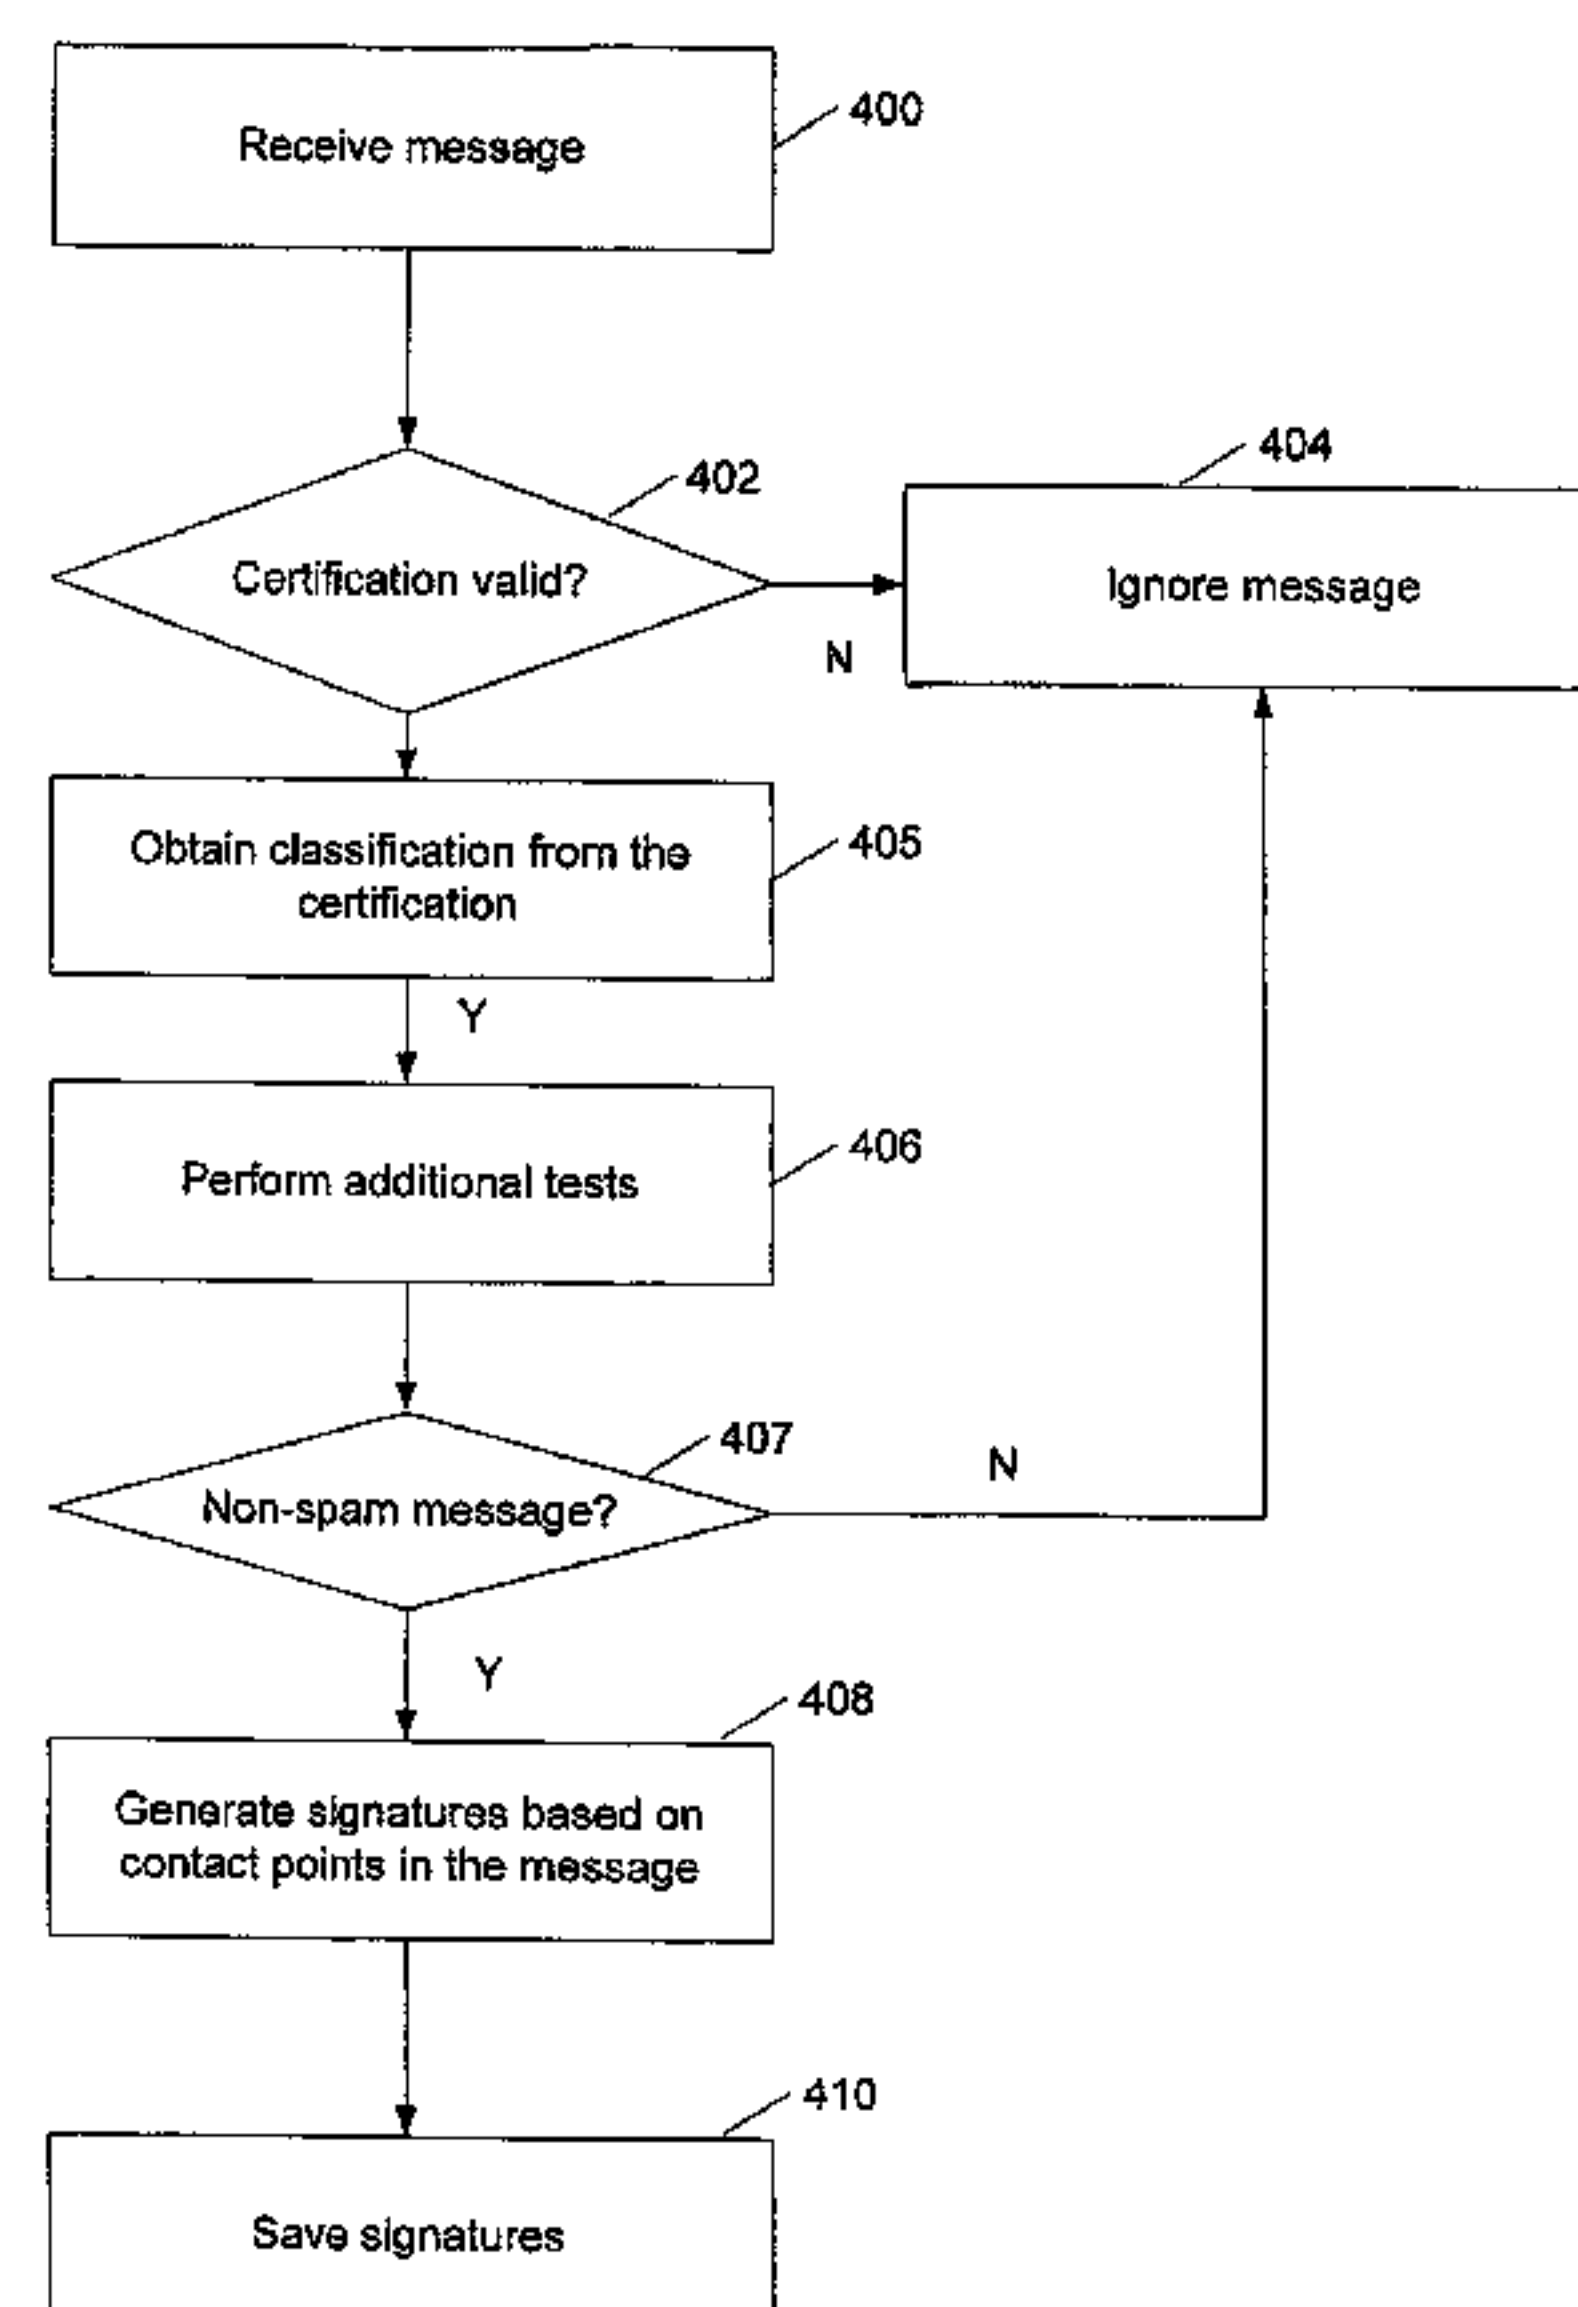 Receive message
400
402
Certification valid?
N
404
Ignore message
Obtain classification from the
certification
405
Y
Perform additional tests
406
407
Non-spam message?
N
Y
408
Generate signatures based on
contact points in the message
410
Save signatures